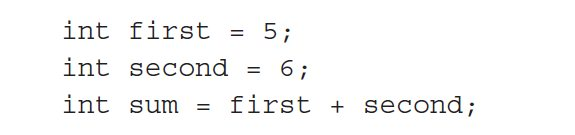 int first = 5;
int second = 6;
int sum = first + second;